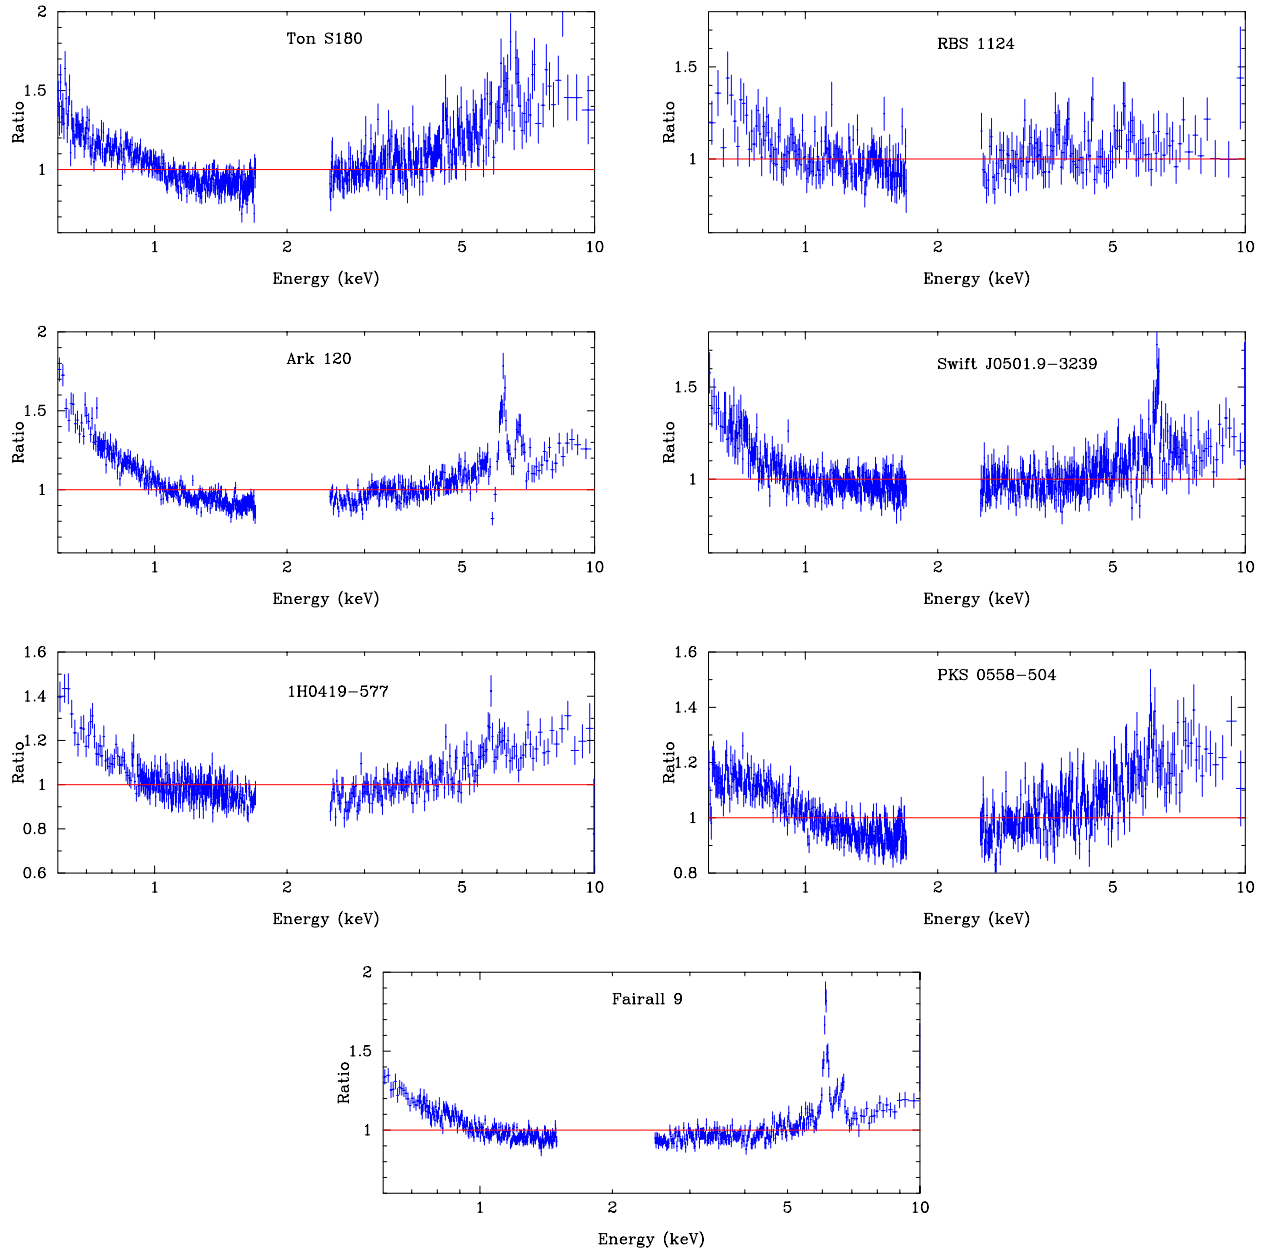 Ton S180
2
1.5
1
Ratio
1 2 5 10
Energy (keV)
RBS 1124
1.5
1
Ratio
1 2 5 10
Energy (keV)
Ark 120
2
1.5
1
Ratio
1 2 5 10
Energy (keV)
Swift J0501.9−3239
1.5
1
Ratio
1 2 5 10
Energy (keV)
1H0419−577
1.6
1.4
1.2
1
0.8
0.6
Ratio
1 2 5 10
Energy (keV)
PKS 0558−504
1.6
1.4
1.2
1
0.8
Ratio
1 2 5 10
Energy (keV)
Fairall 9
2
1.5
1
Ratio
1 2 5 10
Energy (keV)